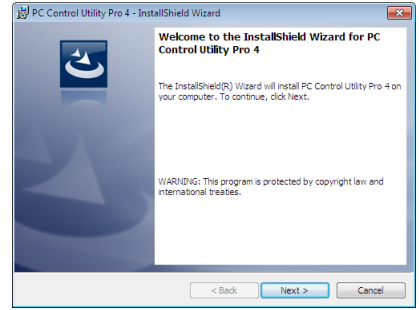 PC Control Utility Pro 4 - InstallShield Wizard
Welcome to the InstallShield Wizard for PC
Control Utility Pro 4
The InstallShield(R) Wizard will install PC Control Utility Pro 4 on
your computer. To continue, click Next.
WARNING: This program is protected by copyright law and
international treaties.
< Back
Next >
Cancel